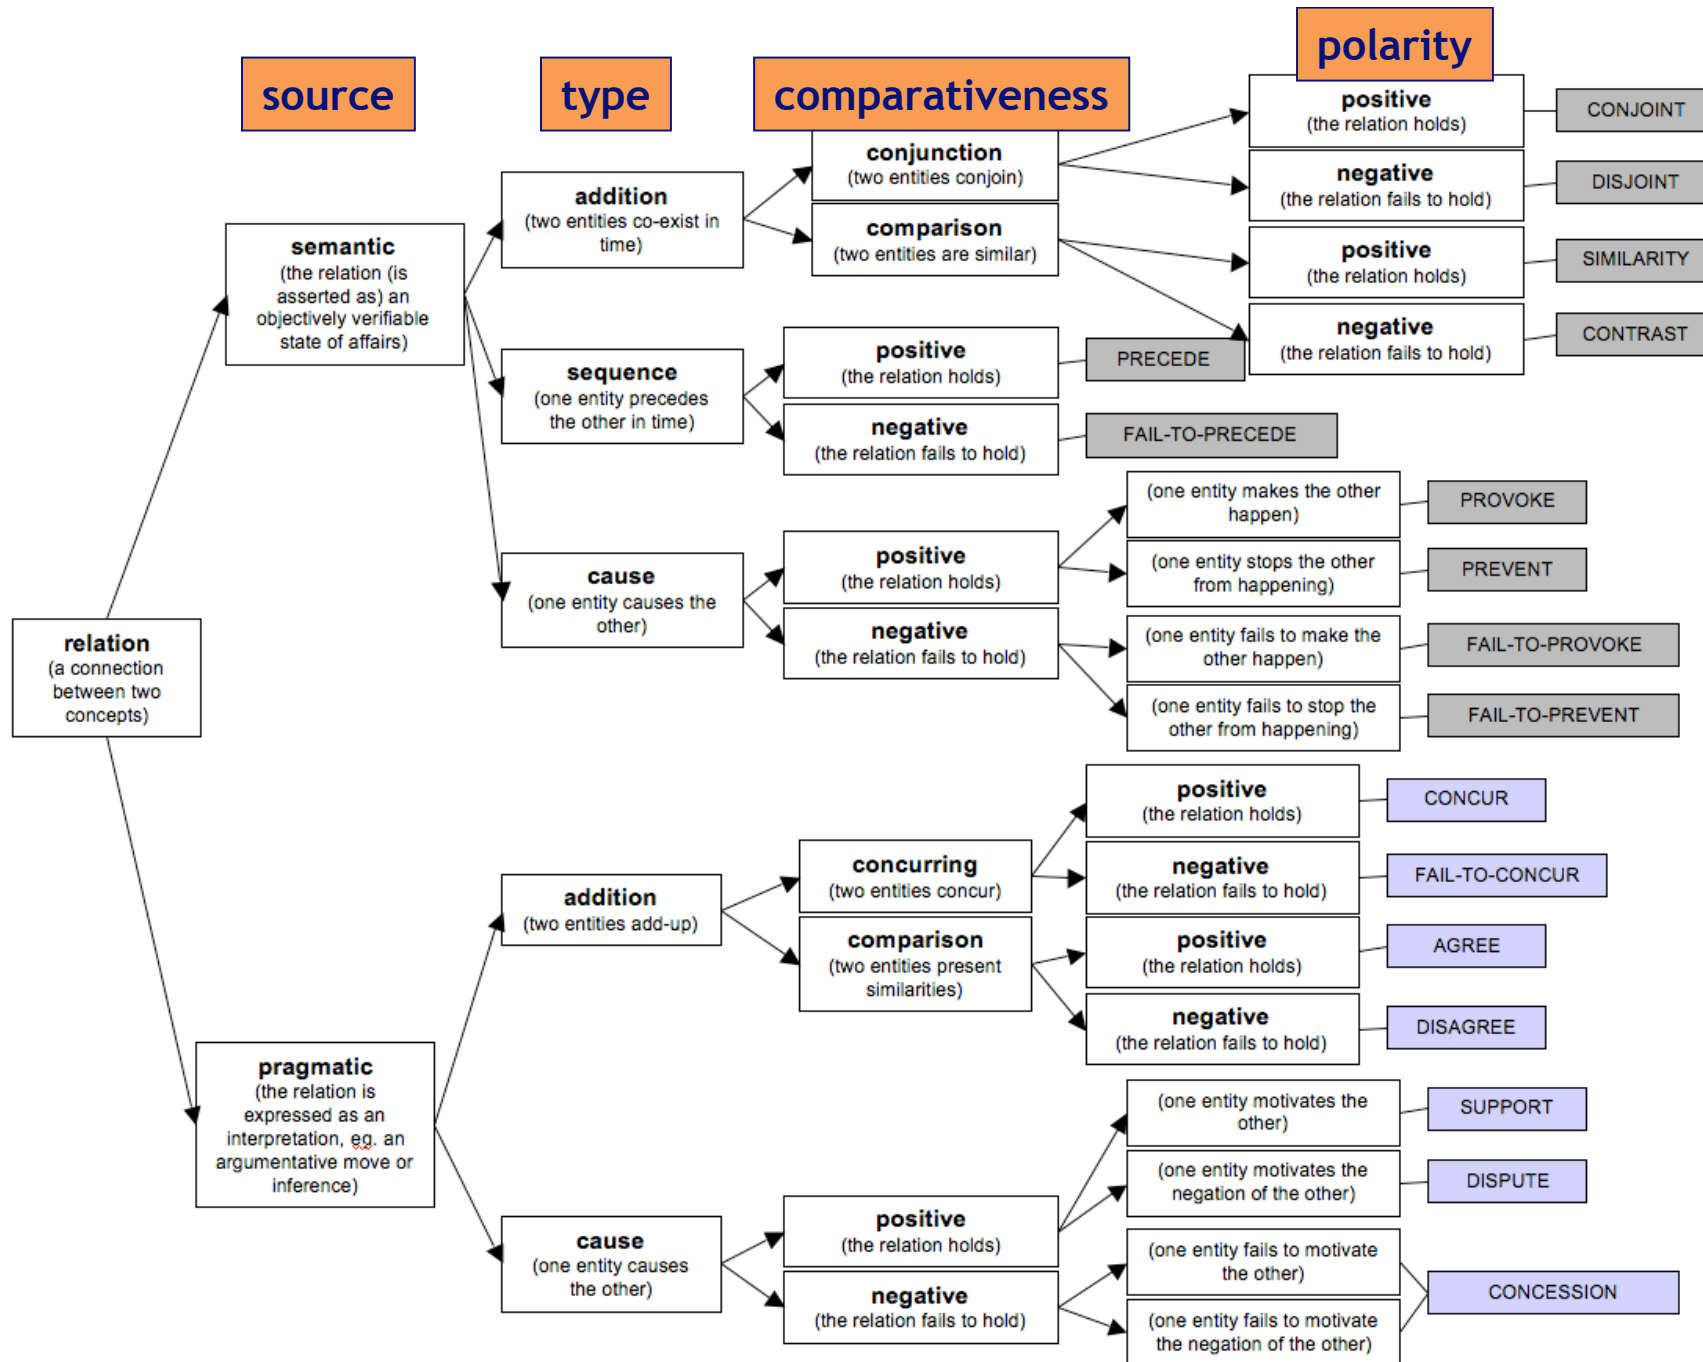 source
type
comparativeness
polarity
relation
(a connection
between two
concepts)
semantic
(the relation (is
asserted as) an
objectively verifiable
state of affairs)
addition
(two entities co-exist in
time)
conjunction
(two entities conjoin)
positive
(the relation holds)
CONJOINT
negative
(the relation fails to hold)
DISJOINT
comparison
(two entities are similar)
positive
(the relation holds)
SIMILARITY
negative
(the relation fails to hold)
CONTRAST
sequence
(one entity precedes
the other in time)
positive
(the relation holds)
PRECEDE
negative
(the relation fails to hold)
FAIL-TO-PRECEDE
cause
(one entity causes the
other)
positive
(the relation holds)
(one entity makes the other
happen)
PROVOKE
(one entity stops the other
from happening)
PREVENT
negative
(the relation fails to hold)
(one entity fails to make the
other happen)
FAIL-TO-PROVOKE
(one entity fails to stop the
other from happening)
FAIL-TO-PREVENT
pragmatic
(the relation is
expressed as an
interpretation, eg. an
argumentative move or
inference)
addition
(two entities add-up)
concurring
(two entities concur)
positive
(the relation holds)
CONCUR
negative
(the relation fails to hold)
FAIL-TO-CONCUR
comparison
(two entities present
similarities)
positive
(the relation holds)
AGREE
negative
(the relation fails to hold)
DISAGREE
cause
(one entity causes
the other)
positive
(the relation holds)
(one entity motivates the
other)
SUPPORT
(one entity motivates the
negation of the other)
DISPUTE
negative
(the relation fails to hold)
(one entity fails to motivate
the other)
(one entity fails to motivate
the negation of the other)
CONCESSION